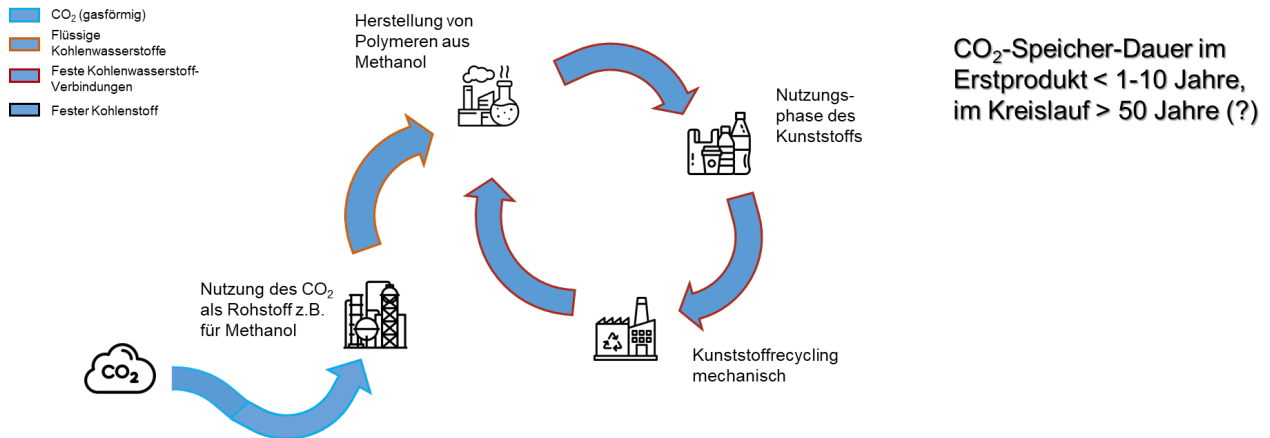 CO₂ (gasförmig)
Flüssige
Kohlenwasserstoffe
Feste Kohlenwasserstoff-
Verbindungen
Fester Kohlenstoff
Herstellung von
Polymeren aus
Methanol
Nutzungs-
phase des
Kunststoffs
CO₂-Speicher-Dauer im
Erstprodukt < 1-10 Jahre,
im Kreislauf > 50 Jahre (?)
Nutzung des CO₂
als Rohstoff z.B.
für Methanol
Kunststoffrecycling
mechanisch
CO₂